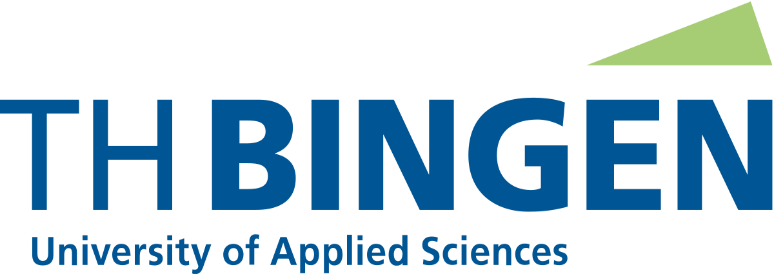 TH BINGEN
University of Applied Sciences